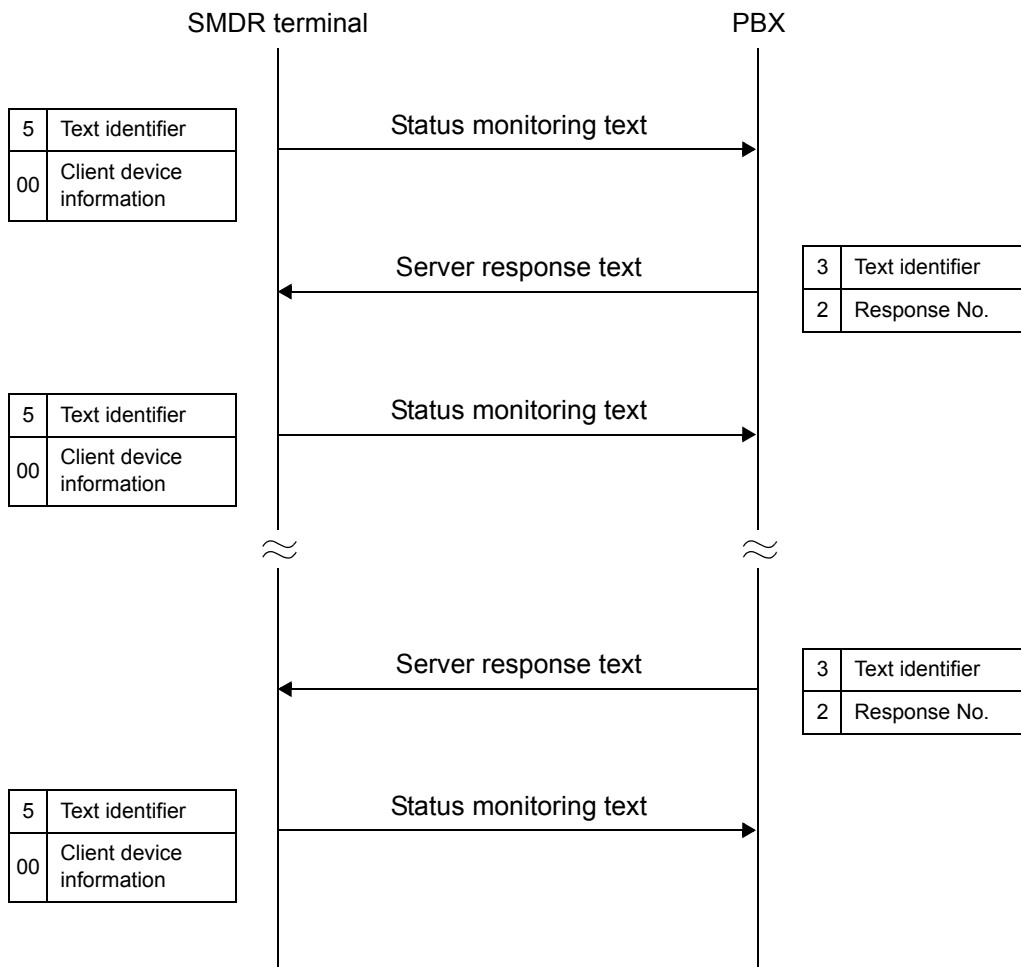 SMDR terminal PBX
5 Text identifier
00 Client device
information
Status monitoring text
Server response text
3 Text identifier
2 Response No.
5 Text identifier
00 Client device
information
Status monitoring text
Server response text
3 Text identifier
2 Response No.
5 Text identifier
00 Client device
information
Status monitoring text